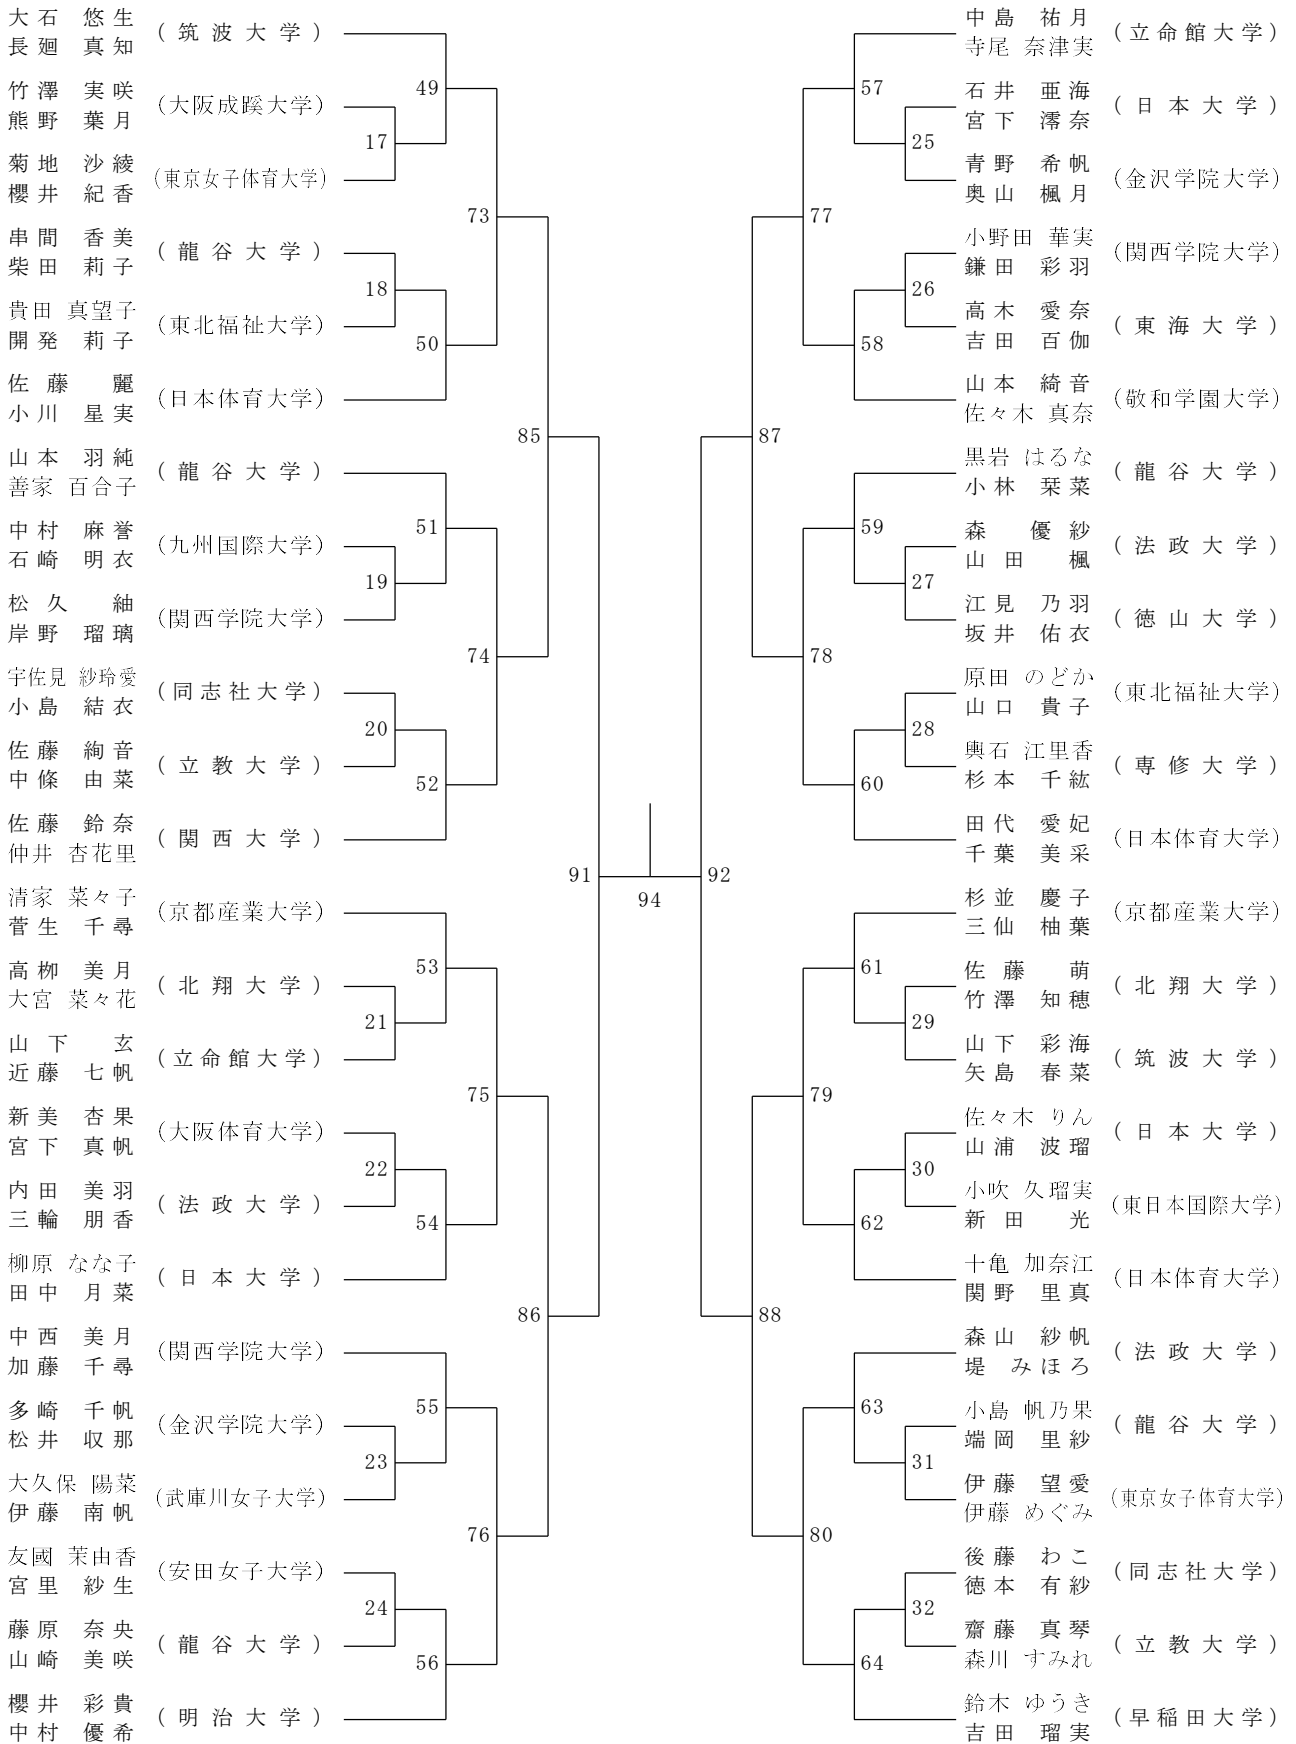 大石 悠生
長廻 真知
(筑波大学)
竹澤 実咲
熊野 葉月
(大阪成蹊大学)
菊地 沙綾
櫻井 紀香
(東京女子体育大学)
串間 香美
柴田 莉子
(龍谷大学)
貴田 真望子
開発 莉子
(東北福祉大学)
佐藤 麗
小川 星実
(日本体育大学)
山本 羽純
善家 百合子
(龍谷大学)
中村 麻誉
石崎 明衣
(九州国際大学)
松久 紬
岸野 瑠璃
(関西学院大学)
宇佐見 紗玲愛
小島 結衣
(同志社大学)
佐藤 絢音
中條 由菜
(立教大学)
佐藤 鈴奈
仲井 杏花里
(関西大学)
清家 菜々子
菅生 千尋
(京都産業大学)
高栁 美月
大宮 菜々花
(北翔大学)
山下 玄
近藤 七帆
(立命館大学)
新美 杏果
宮下 真帆
(大阪体育大学)
内田 美羽
三輪 朋香
(法政大学)
柳原 なな子
田中 月菜
(日本大学)
中西 美月
加藤 千尋
(関西学院大学)
多崎 千帆
松井 収那
(金沢学院大学)
大久保 陽菜
伊藤 南帆
(武庫川女子大学)
友國 茉由香
宮里 紗生
(安田女子大学)
藤原 奈央
山崎 美咲
(龍谷大学)
櫻井 彩貴
中村 優希
(明治大学)
17
18
19
20
21
22
23
24
49
50
51
52
53
54
55
56
73
74
75
76
85
86
91
94
92
87
88
77
78
79
80
57
58
59
60
61
62
63
64
25
26
27
28
29
30
31
32
中島 祐月
寺尾 奈津実
(立命館大学)
石井 亜海
宮下 澪奈
(日本大学)
青野 希帆
奥山 楓月
(金沢学院大学)
小野田 華実
鎌田 彩羽
(関西学院大学)
高木 愛奈
吉田 百伽
(東海大学)
山本 綺音
佐々木 真奈
(敬和学園大学)
黒岩 はるな
小林 栞菜
(龍谷大学)
森 優紗
山田 楓
(法政大学)
江見 乃羽
坂井 佑衣
(徳山大学)
原田 のどか
山口 貴子
(東北福祉大学)
輿石 江里香
杉本 千紘
(専修大学)
田代 愛妃
千葉 美采
(日本体育大学)
杉並 慶子
三仙 柚葉
(京都産業大学)
佐藤 萌
竹澤 知穂
(北翔大学)
山下 彩海
矢島 春菜
(筑波大学)
佐々木 りん
山浦 波瑠
(日本大学)
小吹 久瑠実
新田 光
(東日本国際大学)
十亀 加奈江
関野 里真
(日本体育大学)
森山 紗帆
堤 みほろ
(法政大学)
小島 帆乃果
端岡 里紗
(龍谷大学)
伊藤 望愛
伊藤 めぐみ
(東京女子体育大学)
後藤 わこ
徳本 有紗
(同志社大学)
齋藤 真琴
森川 すみれ
(立教大学)
鈴木 ゆうき
吉田 瑠実
(早稲田大学)